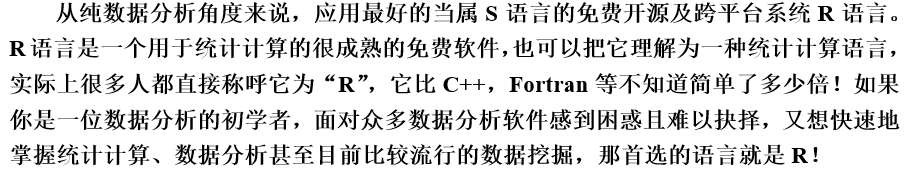 从纯数据分析角度来说，应用最好的当属 S 语言的免费开源及跨平台系统 R 语言。
R 语言是一个用于统计计算的很成熟的免费软件，也可以把它理解为一种统计计算语言，
实际上很多人都直接称呼它为“R”，它比 C++，Fortran 等不知道简单了多少倍！如果
你是一位数据分析的初学者，面对众多数据分析软件感到困惑且难以抉择，又想快速地
掌握统计计算、数据分析甚至目前比较流行的数据挖掘，那首选的语言就是 R！